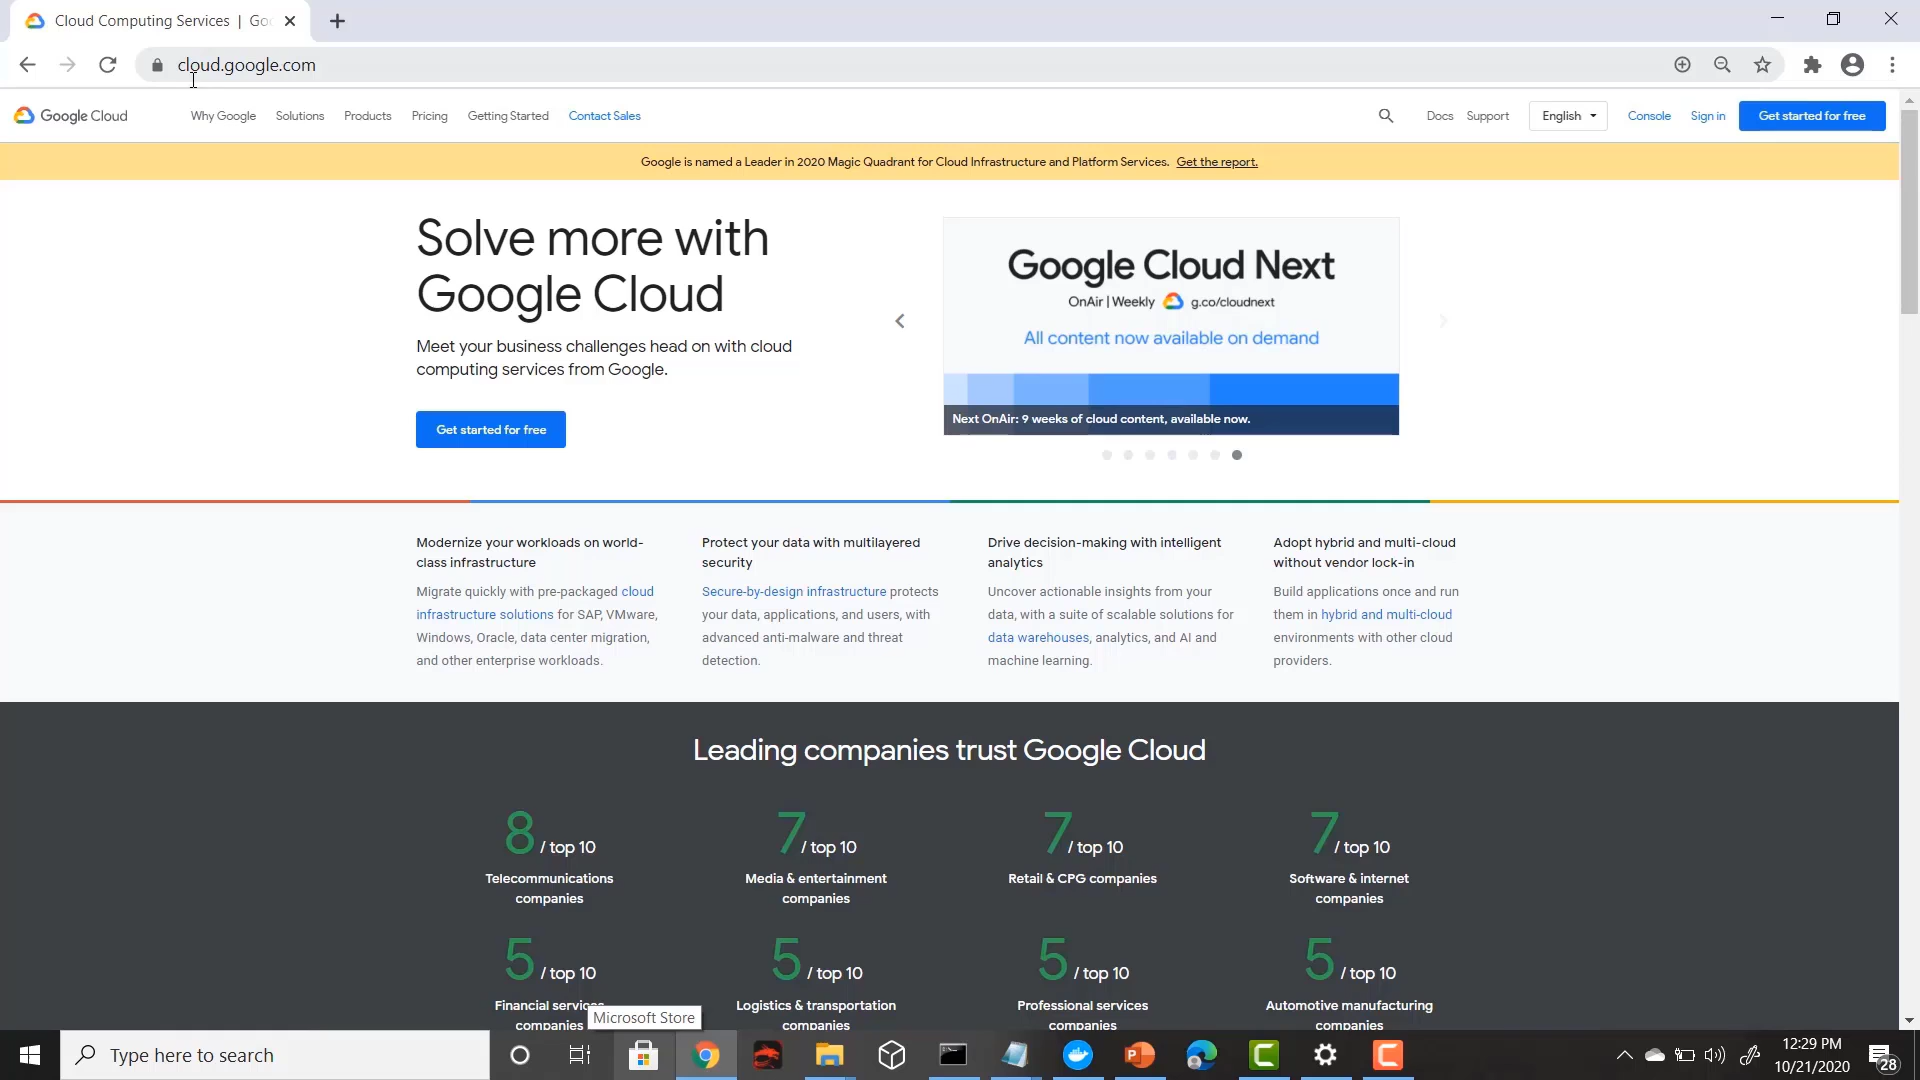 Cloud Computing Services | Goo
cloud.google.com
Google Cloud
Why Google
Solutions
Products
Pricing
Getting Started
Contact Sales
Docs
Support
English
Console
Sign in
Get started for free
Google is named a Leader in 2020 Magic Quadrant for Cloud Infrastructure and Platform Services. Get the report.
Solve more with
Google Cloud
Meet your business challenges head on with cloud
computing services from Google.
Get started for free
Google Cloud Next
OnAir | Weekly g.co/cloudnext
All content now available on demand
Next OnAir: 9 weeks of cloud content, available now.
Modernize your workloads on world-
class infrastructure
Migrate quickly with pre-packaged cloud
infrastructure solutions for SAP, VMware,
Windows, Oracle, data center migration,
and other enterprise workloads.
Protect your data with multilayered
security
Secure-by-design infrastructure protects
your data, applications, and users, with
advanced anti-malware and threat
detection.
Drive decision-making with intelligent
analytics
Uncover actionable insights from your
data, with a suite of scalable solutions for
data warehouses, analytics, and AI and
machine learning.
Adopt hybrid and multi-cloud
without vendor lock-in
Build applications once and run
them in hybrid and multi-cloud
environments with other cloud
providers.
Leading companies trust Google Cloud
8 / top 10
Telecommunications
companies
7 / top 10
Media & entertainment
companies
7 / top 10
Retail & CPG companies
7 / top 10
Software & internet
companies
5 / top 10
Financial services
companies
5 / top 10
Logistics & transportation
companies
5 / top 10
Professional services
companies
5 / top 10
Automotive manufacturing
companies
Microsoft Store
Type here to search
12:29 PM
10/21/2020
28